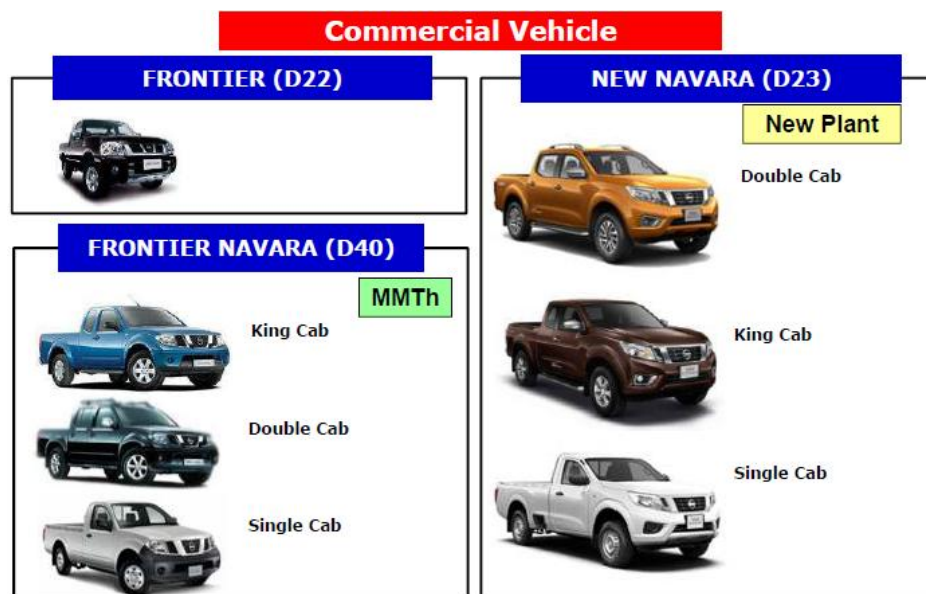 Commercial Vehicle
FRONTIER (D22)
FRONTIER NAVARA (D40)
MMTh
King Cab
Double Cab
Single Cab
NEW NAVARA (D23)
New Plant
Double Cab
King Cab
Single Cab